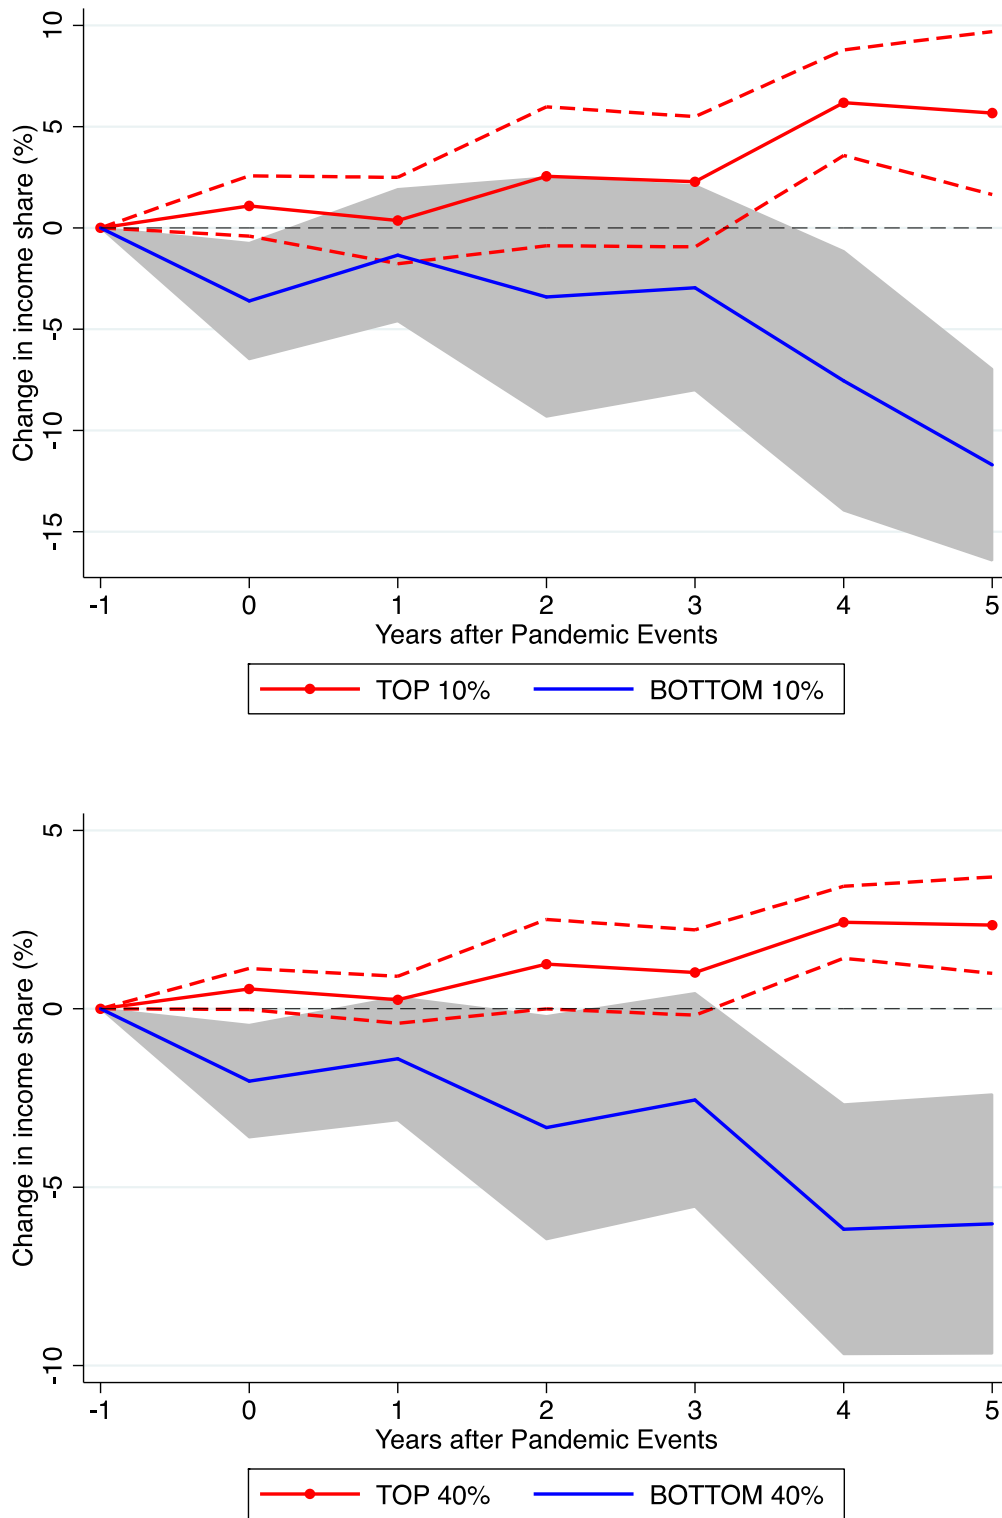 Change in income share (%)
10
5
0
-5
-10
-15
-1 0 1 2 3 4 5
Years after Pandemic Events
TOP 10% BOTTOM 10%
Change in income share (%)
5
0
-5
-10
-1 0 1 2 3 4 5
Years after Pandemic Events
TOP 40% BOTTOM 40%